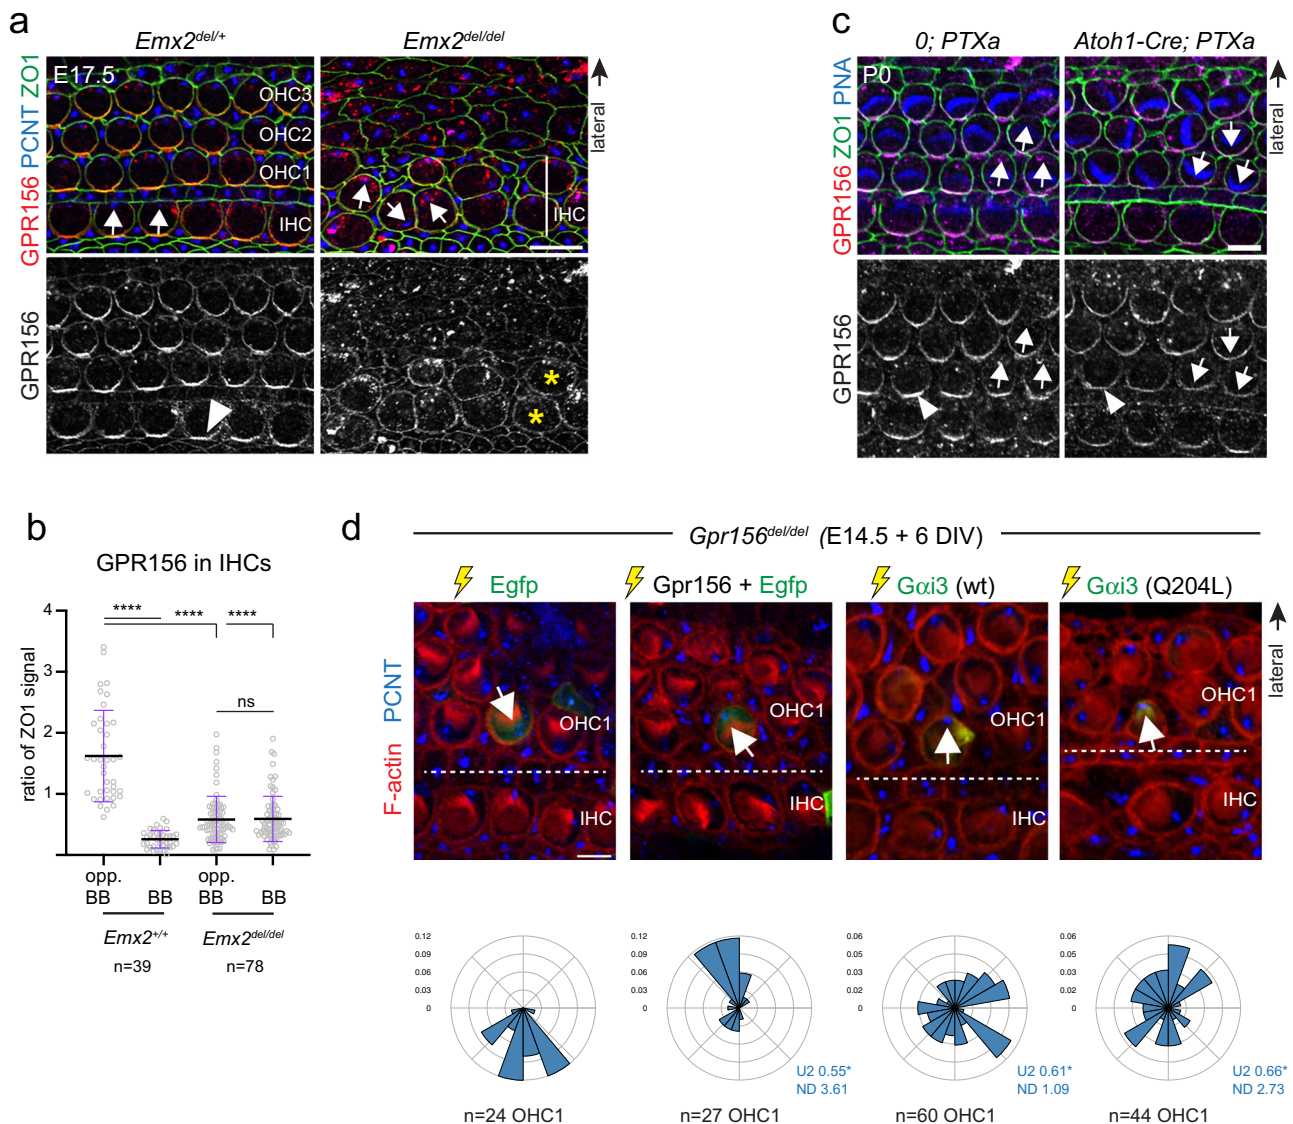 a
Emx2del/+
Emx2del/del
GPR156 PCNT ZO1
E17.5
OHC3
OHC2
OHC1
IHC
IHC
lateral
GPR156
*
*
c
0; PTXa
Atoh1-Cre; PTXa
GPR156 ZO1 PNA
P0
lateral
GPR156
b
GPR156 in IHCs
ratio of ZO1 signal
4
3
2
1
****
****
****
ns
opp.
BB
BB
opp.
BB
BB
Emx2+/+
Emx2del/del
n=39
n=78
d
Gpr156del/del (E14.5 + 6 DIV)
Egfp
Gpr156 + Egfp
Gαi3 (wt)
Gαi3 (Q204L)
F-actin PCNT
OHC1
OHC1
OHC1
OHC1
IHC
IHC
IHC
IHC
lateral
0.12
0.09
0.06
0.03
0
n=24 OHC1
0.12
0.09
0.06
0.03
0
U2 0.55*
ND 3.61
n=27 OHC1
0.06
0.05
0.03
0.02
0
U2 0.61*
ND 1.09
n=60 OHC1
0.06
0.05
0.03
0.02
0
U2 0.66*
ND 2.73
n=44 OHC1